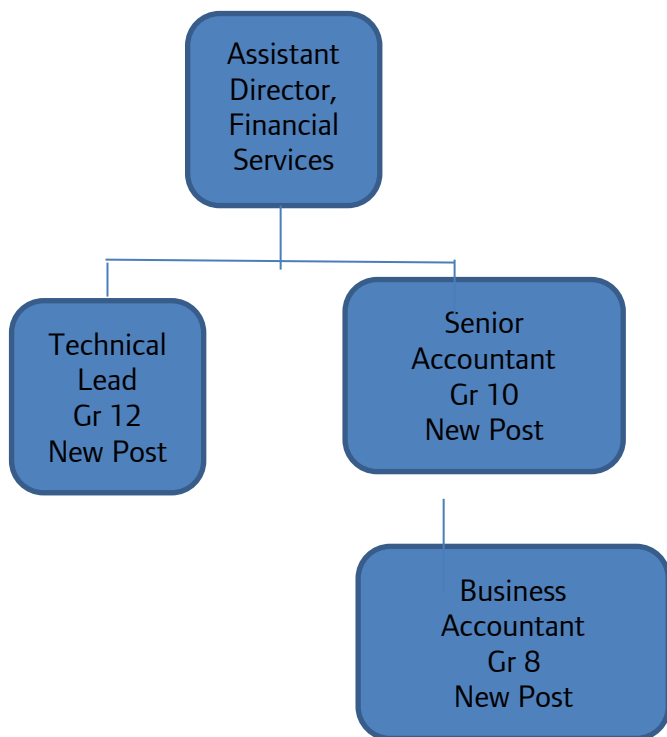 Assistant
Director,
Financial
Services
Technical
Lead
Gr 12
New Post
Senior
Accountant
Gr 10
New Post
Business
Accountant
Gr 8
New Post